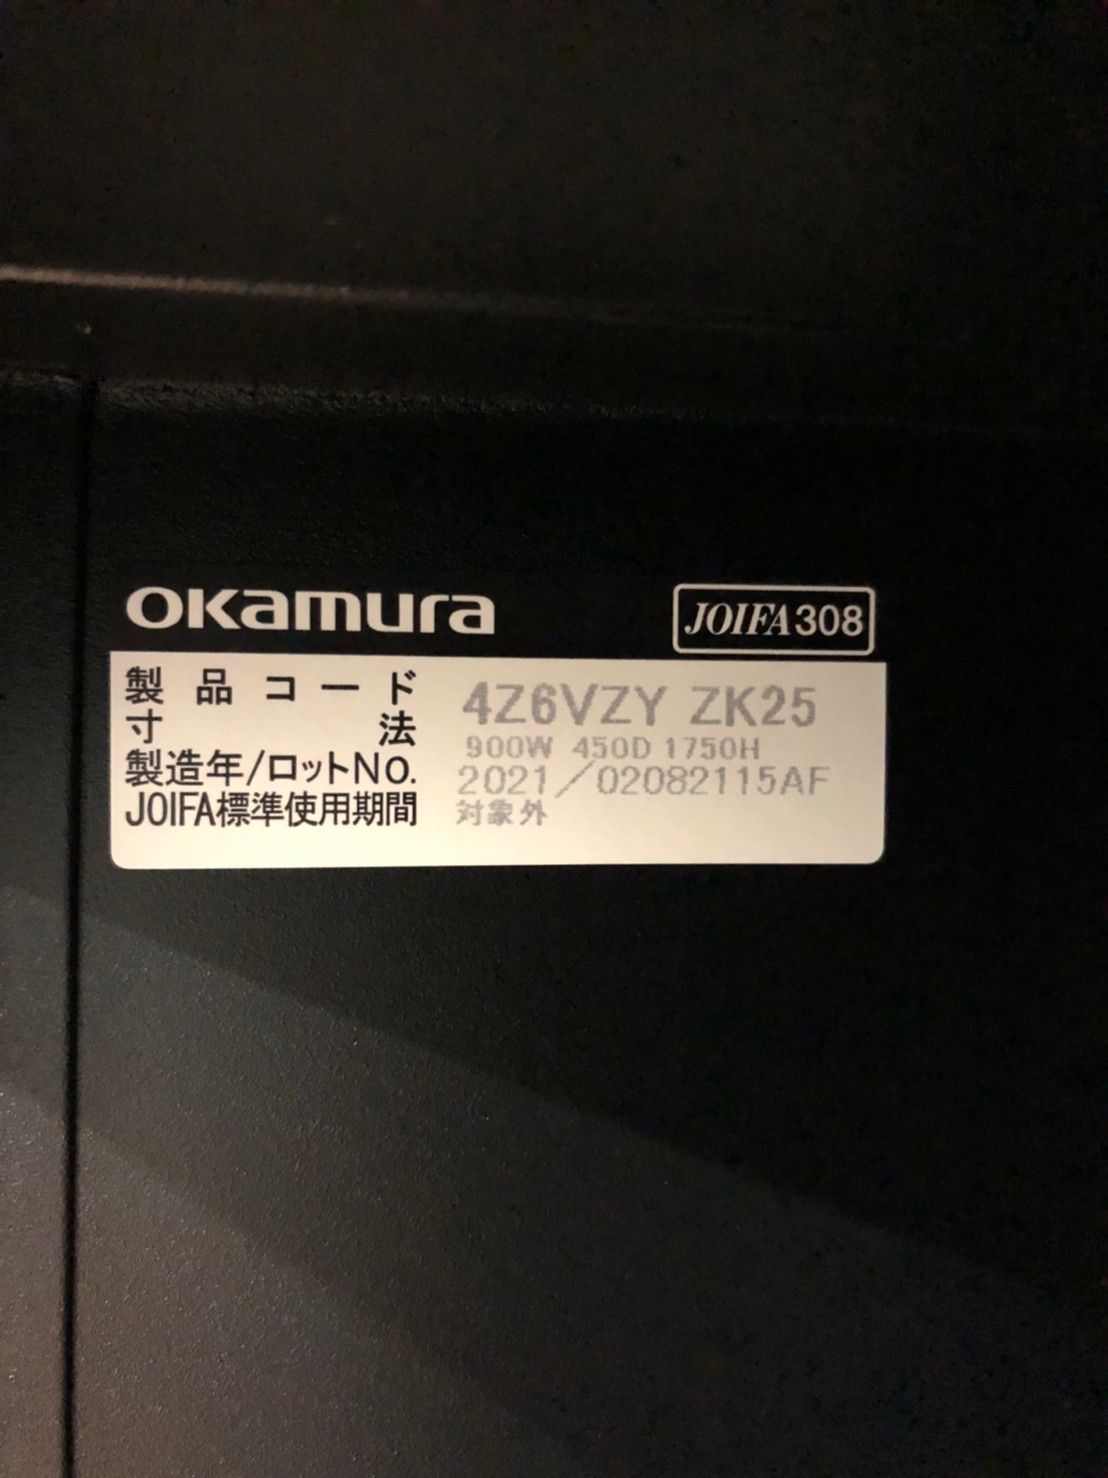 OKamura
JOIFA308
製品コード 4Z6VZY ZK25
寸法 900W 450D 1750H
製造年/ロットNo. 2021/02082115AF
JOIFA標準使用期間 対象外